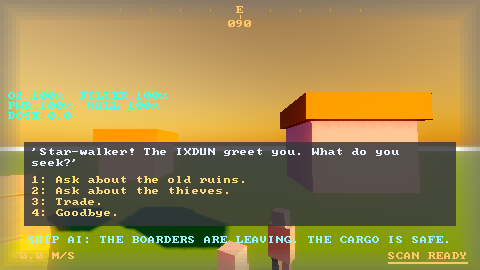 E
090
O2 100% FILTER 100%
PWR 100% HULL 100%
DOSE 0.0
'Star-walker! The IXDUN greet you. What do you
seek?'
1: Ask about the old ruins.
2: Ask about the thieves.
3: Trade.
4: Goodbye.
SHIP AI: THE BOARDERS ARE LEAVING. THE CARGO IS SAFE.
0.0 M/S
SCAN READY